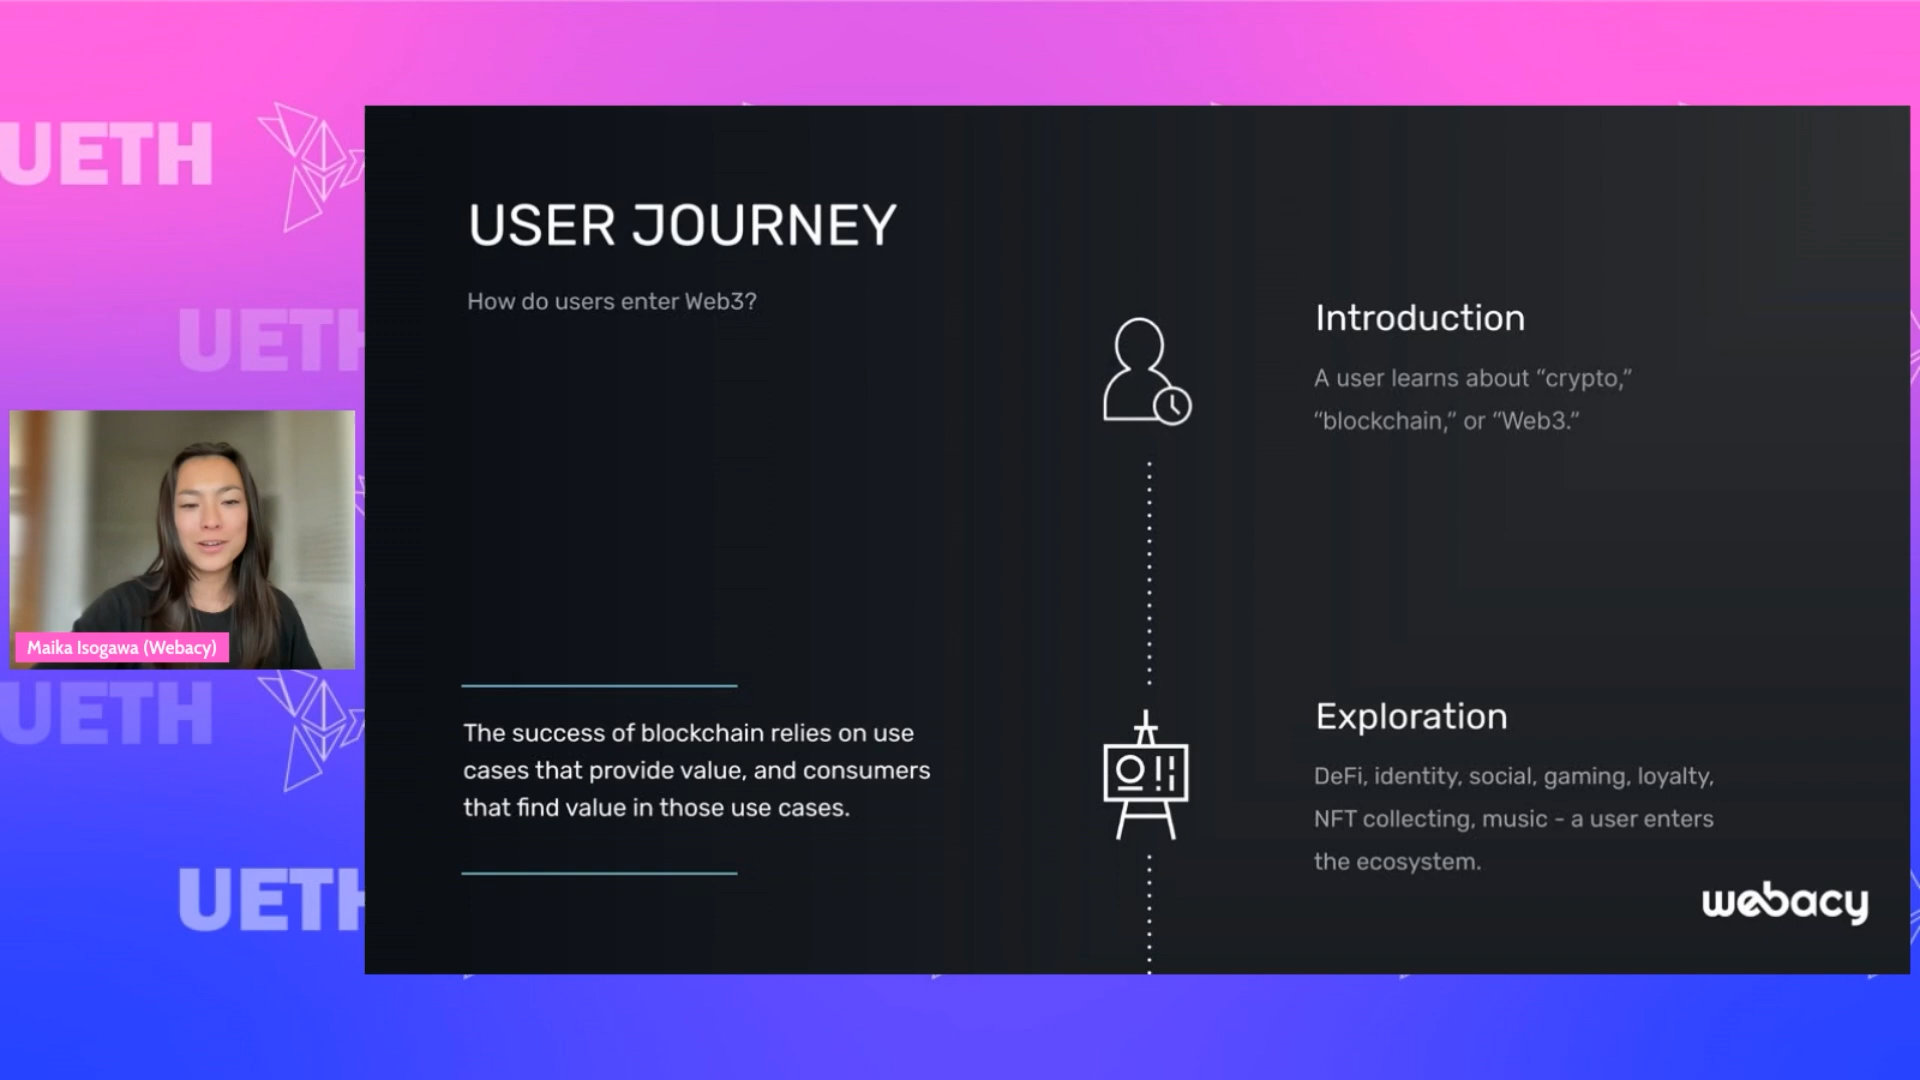 UETH
UETH
USER JOURNEY
How do users enter Web3?
Introduction
A user learns about “crypto,”
“blockchain,” or “Web3.”
Maika Isogawa (Webacy)
UETH
The success of blockchain relies on use
cases that provide value, and consumers
that find value in those use cases.
Exploration
DeFi, identity, social, gaming, loyalty,
NFT collecting, music - a user enters
the ecosystem.
UETH
webacy